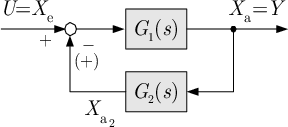 U=Xₑ
Xₐ=Y
+
−
(+)
G₁(s)
G₂(s)
Xₐ₂